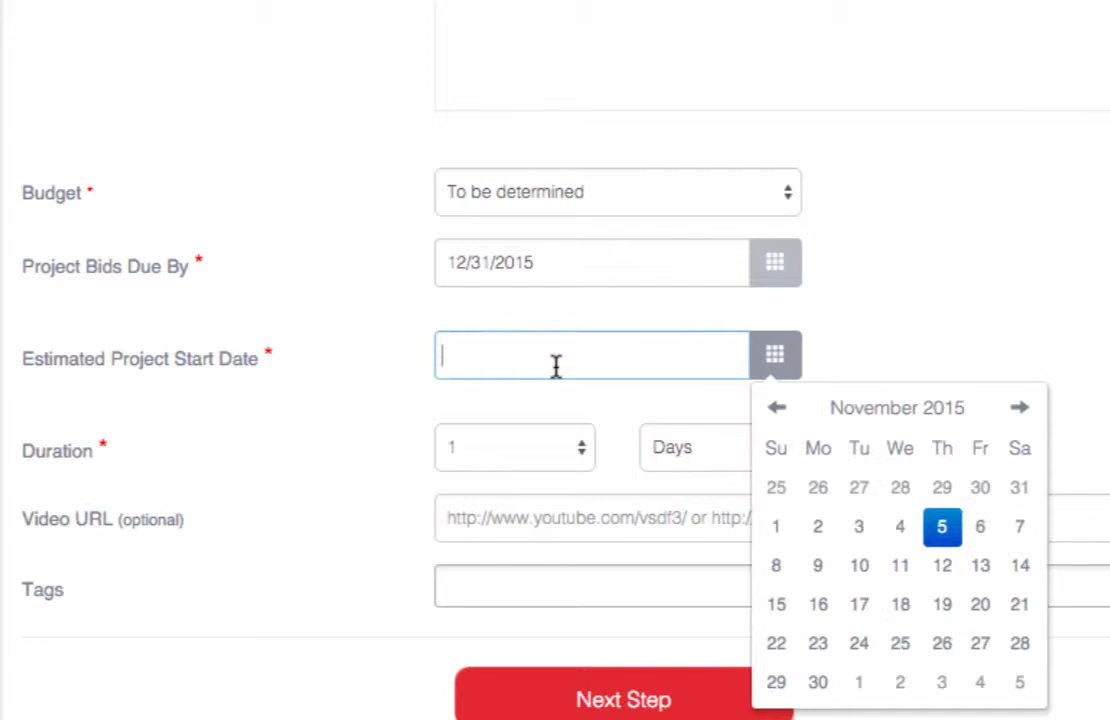 Budget *
To be determined
Project Bids Due By *
12/31/2015
Estimated Project Start Date *
November 2015
Su Mo Tu We Th Fr Sa
25 26 27 28 29 30 31
1 2 3 4 5 6 7
8 9 10 11 12 13 14
15 16 17 18 19 20 21
22 23 24 25 26 27 28
29 30 1 2 3 4 5
Duration *
1
Days
Video URL (optional)
http://www.youtube.com/vsdf3/ or http:/
Tags
Next Step